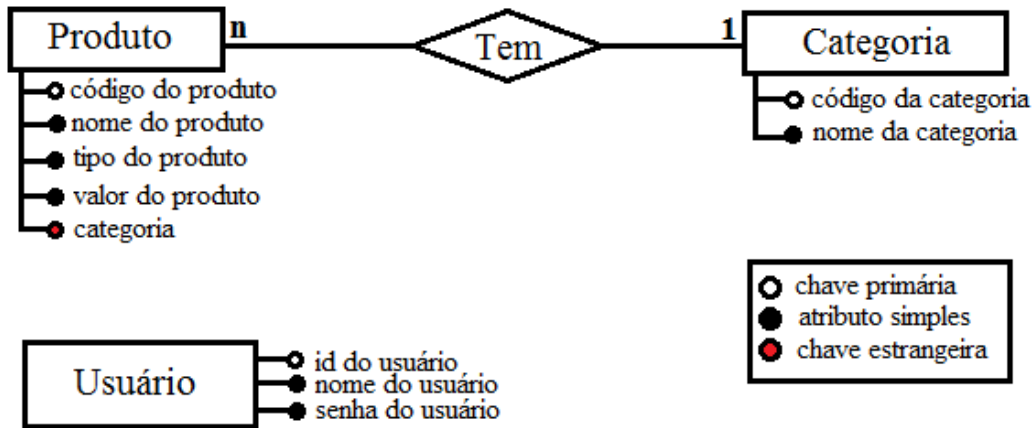 Produto
n
Tem
1
Categoria
código do produto
nome do produto
tipo do produto
valor do produto
categoria
código da categoria
nome da categoria
chave primária
atributo simples
chave estrangeira
Usuário
id do usuário
nome do usuário
senha do usuário